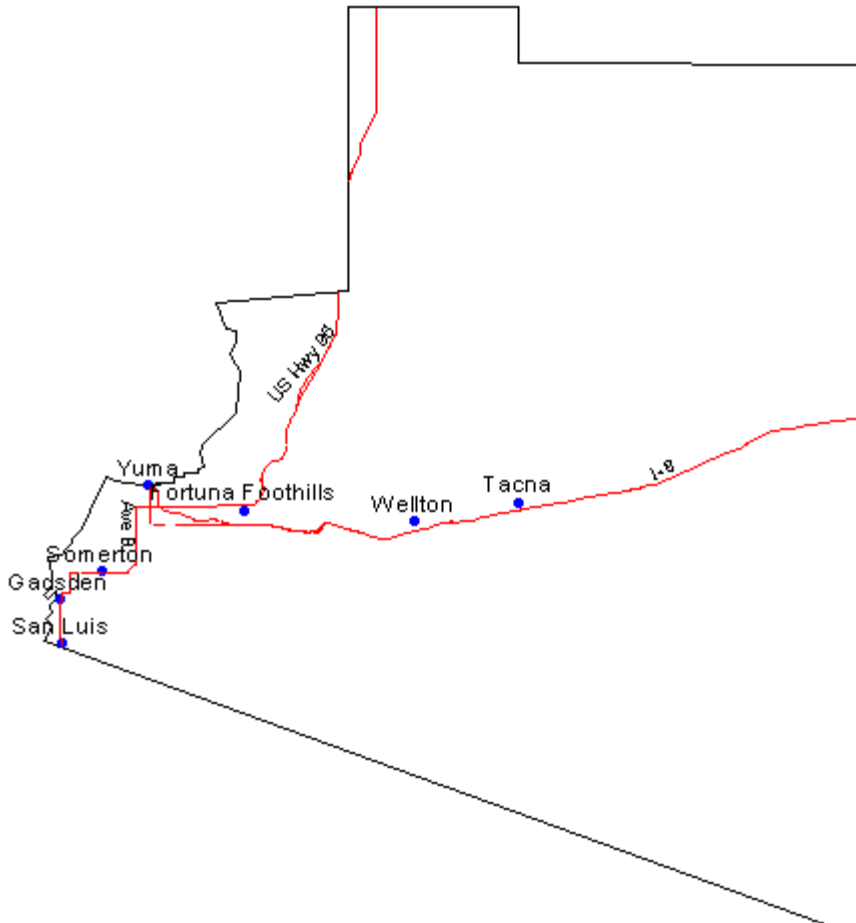 US Hwy 95
Yuma
Fortuna Foothills
Tacna
I-8
Wellton
Ave B
Somerton
Gadsden
San Luis